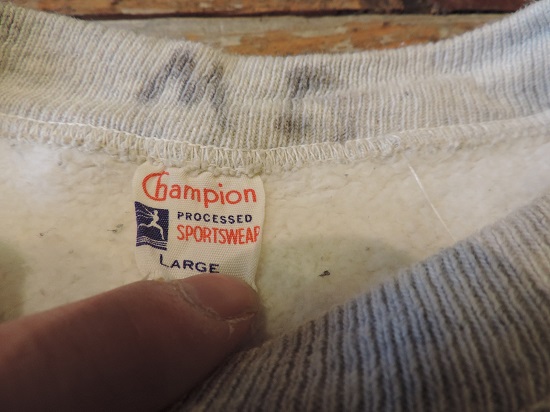 M E
Champion
PROCESSED
SPORTSWEAR
LARGE